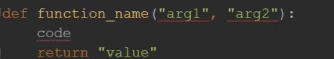 def function_name("arg1", "arg2"):
    code
    return "value"